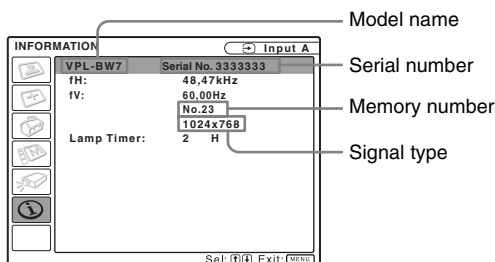 Model name
INFORMATION Input A
VPL-BW7 Serial No. 3333333
Serial number
fH: 48,47kHz
fV: 60,00Hz
No.23
Memory number
1024x768
Lamp Timer: 2 H
Signal type
Sel: Exit: MENU